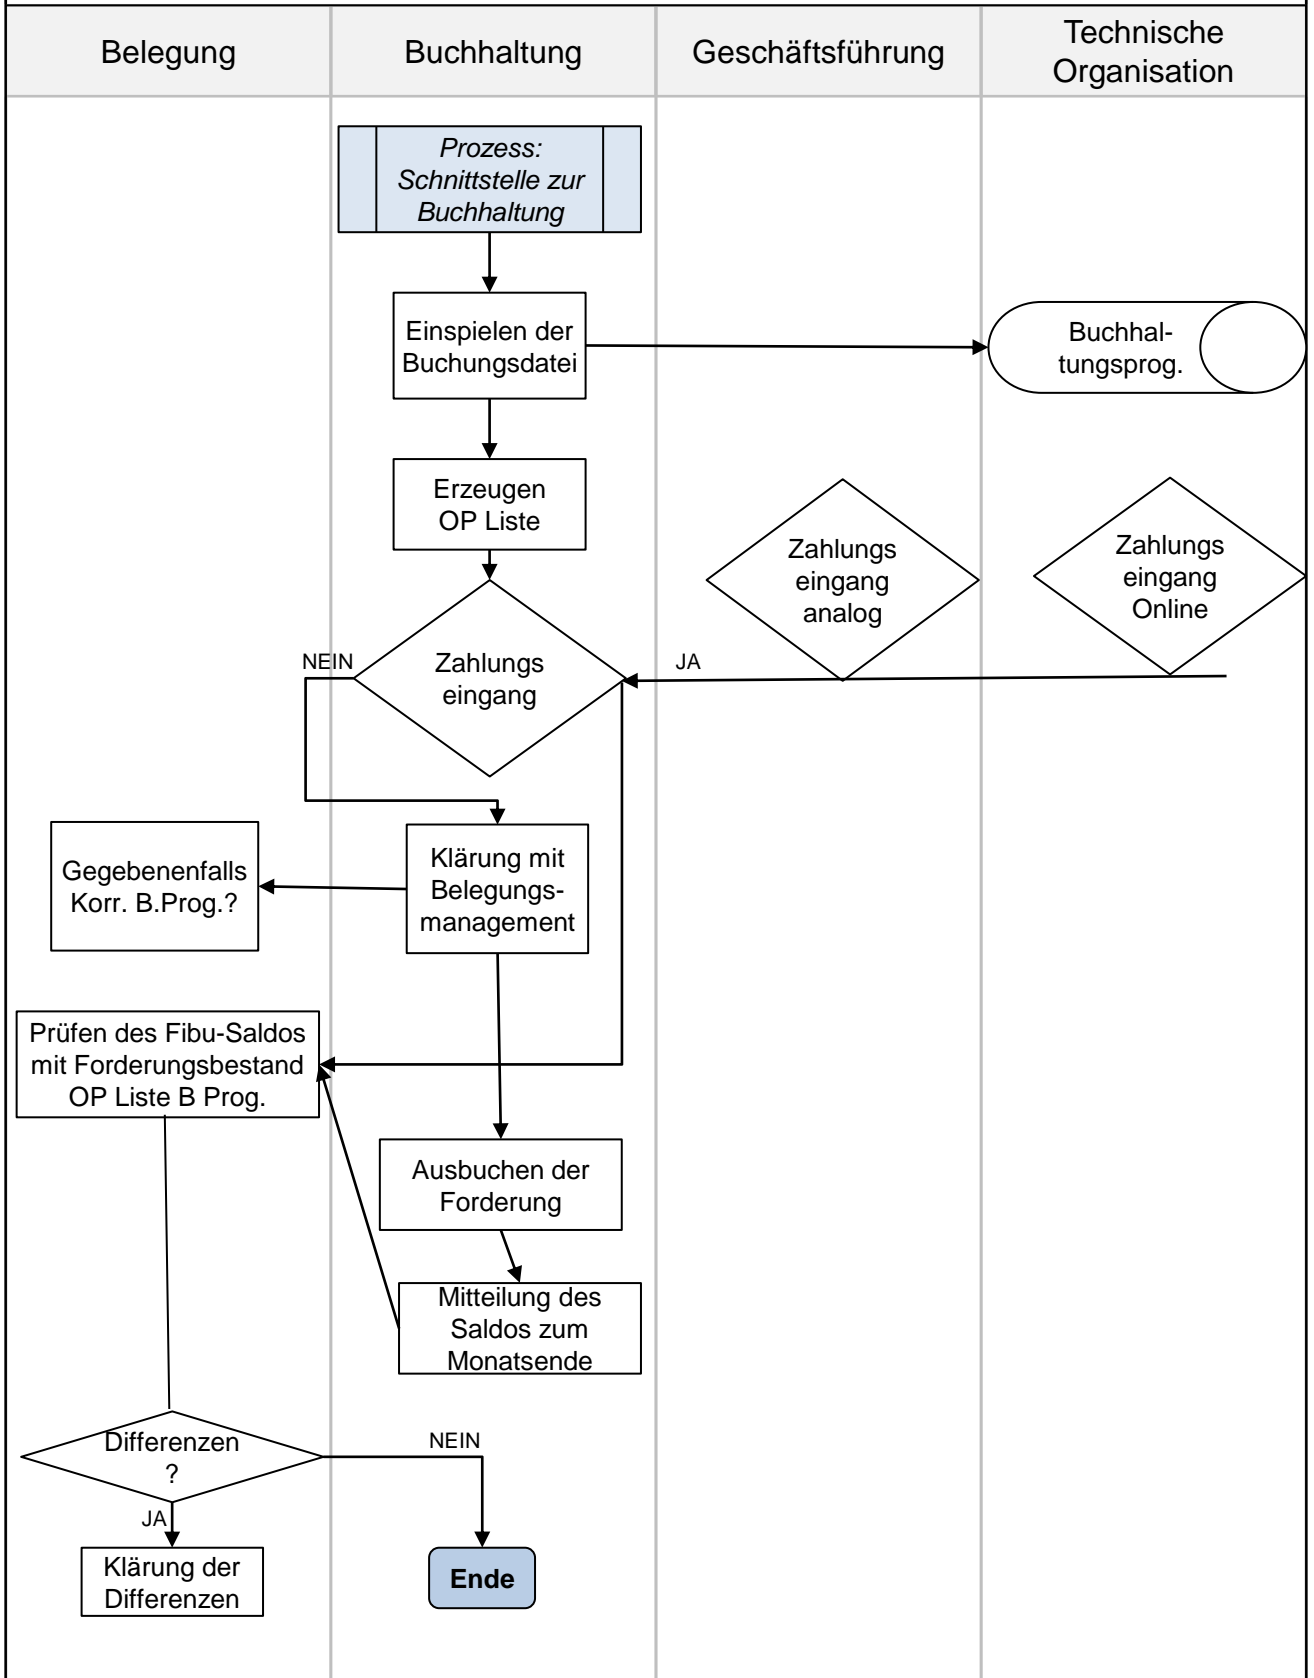 Belegung
Buchhaltung
Geschäftsführung
Technische
Organisation
Prozess:
Schnittstelle zur
Buchhaltung
Einspielen der
Buchungsdatei
Buchhal-
tungsprog.
Erzeugen
OP Liste
Zahlungs
eingang
analog
Zahlungs
eingang
Online
NEIN
Zahlungs
eingang
JA
Gegebenenfalls
Korr. B.Prog.?
Klärung mit
Belegungs-
management
Prüfen des Fibu-Saldos
mit Forderungsbestand
OP Liste B Prog.
Ausbuchen der
Forderung
Mitteilung des
Saldos zum
Monatsende
Differenzen
?
NEIN
JA
Klärung der
Differenzen
Ende